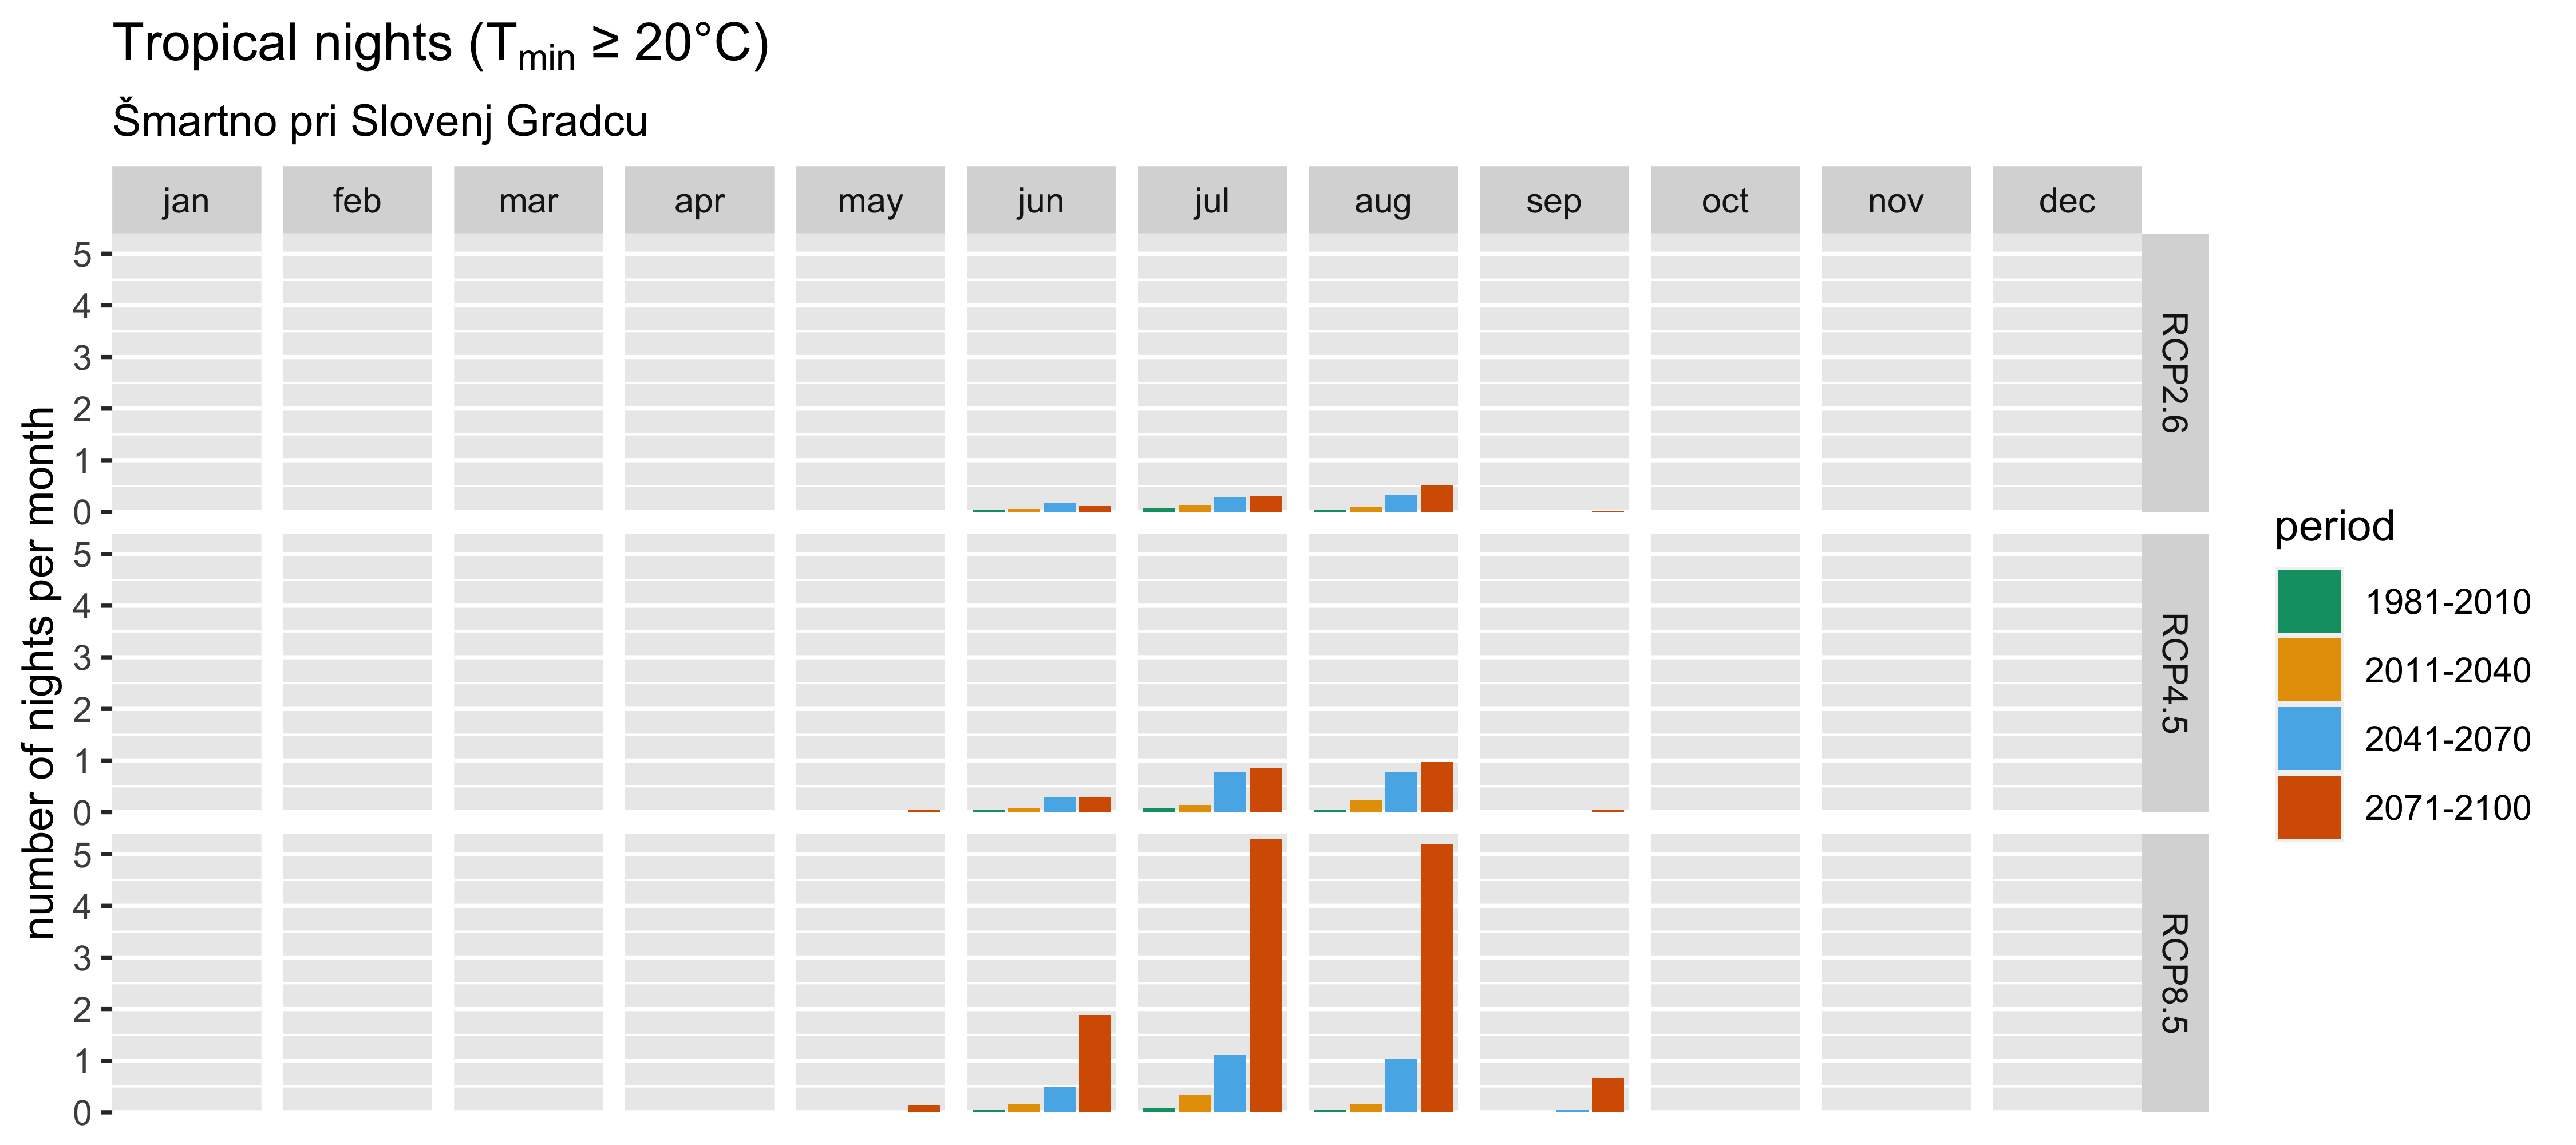 Tropical nights (Tmin ≥ 20°C)
Šmartno pri Slovenj Gradcu
jan feb mar apr may jun jul aug sep oct nov dec
number of nights per month
5
4
3
2
1
0
RCP2.6
5
4
3
2
1
0
RCP4.5
5
4
3
2
1
0
RCP8.5
period
1981-2010
2011-2040
2041-2070
2071-2100